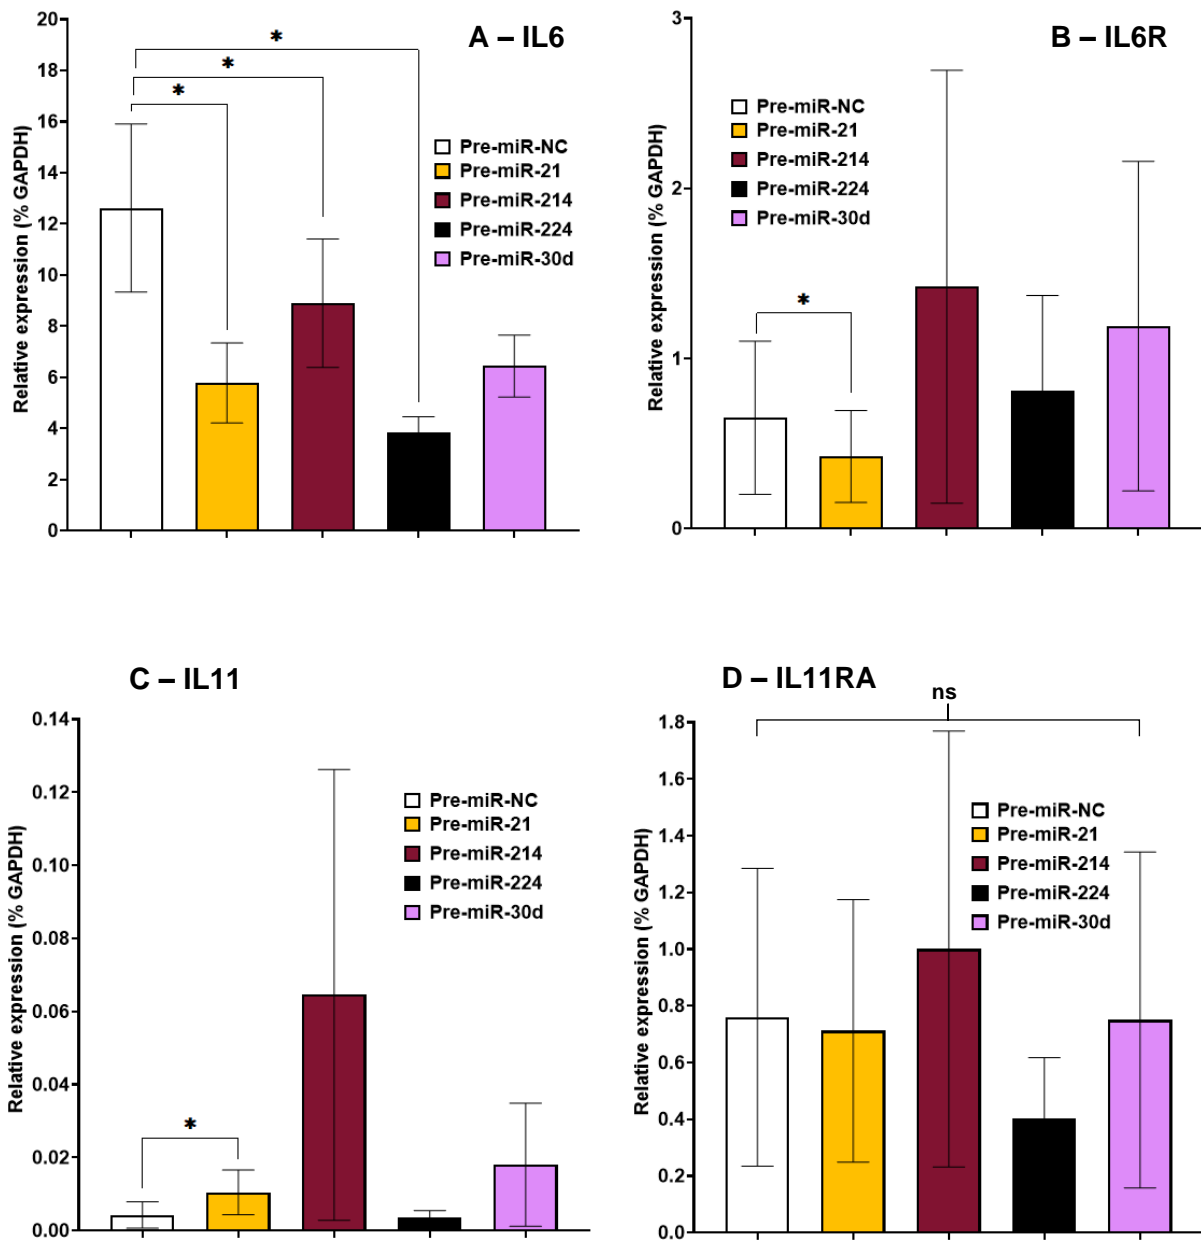 A – IL6
*
*
*
20
18
16
14
12
10
8
6
4
2
0
Relative expression (% GAPDH)
Pre-miR-NC
Pre-miR-21
Pre-miR-214
Pre-miR-224
Pre-miR-30d
B – IL6R
3
2
1
0
Relative expression (% GAPDH)
Pre-miR-NC
Pre-miR-21
Pre-miR-214
Pre-miR-224
Pre-miR-30d
*
C – IL11
0.14
0.12
0.10
0.08
0.06
0.04
0.02
0.00
Relative expression (% GAPDH)
Pre-miR-NC
Pre-miR-21
Pre-miR-214
Pre-miR-224
Pre-miR-30d
*
D – IL11RA
ns
1.8
1.6
1.4
1.2
1.0
0.8
0.6
0.4
0.2
0.0
Relative expression (% GAPDH)
Pre-miR-NC
Pre-miR-21
Pre-miR-214
Pre-miR-224
Pre-miR-30d